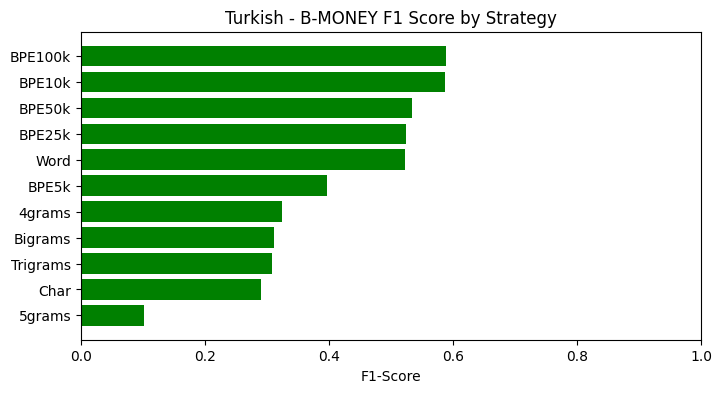 Turkish - B-MONEY F1 Score by Strategy
BPE100k
BPE10k
BPE50k
BPE25k
Word
BPE5k
4grams
Bigrams
Trigrams
Char
5grams
0.0 0.2 0.4 0.6 0.8 1.0
F1-Score